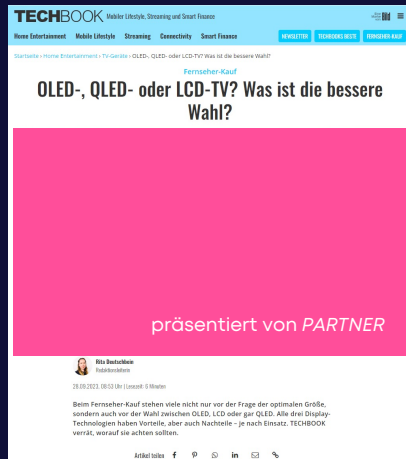 TECHBOOK Mobiler Lifestyle, Streaming und Smart Finance
Home Entertainment Mobile Lifestyle Streaming Connectivity Smart Finance NEWSLETTER TECHBOOKS BESTE FERNSEHER-KAUF
Startseite › Home Entertainment › TV-Geräte › OLED-, QLED- oder LCD-TV? Was ist die bessere Wahl?
Fernseher-Kauf
OLED-, QLED- oder LCD-TV? Was ist die bessere
Wahl?
präsentiert von PARTNER
Rita Deutschbein
Redaktionsleiterin
28.09.2023, 08:53 Uhr | Lesezeit: 6 Minuten
Beim Fernseher-Kauf stehen viele nicht nur vor der Frage der optimalen Größe,
sondern auch vor der Wahl zwischen OLED, LCD oder gar QLED. Alle drei Display-
Technologien haben Vorteile, aber auch Nachteile – je nach Einsatz. TECHBOOK
verrät, worauf sie achten sollten.
Artikel teilen